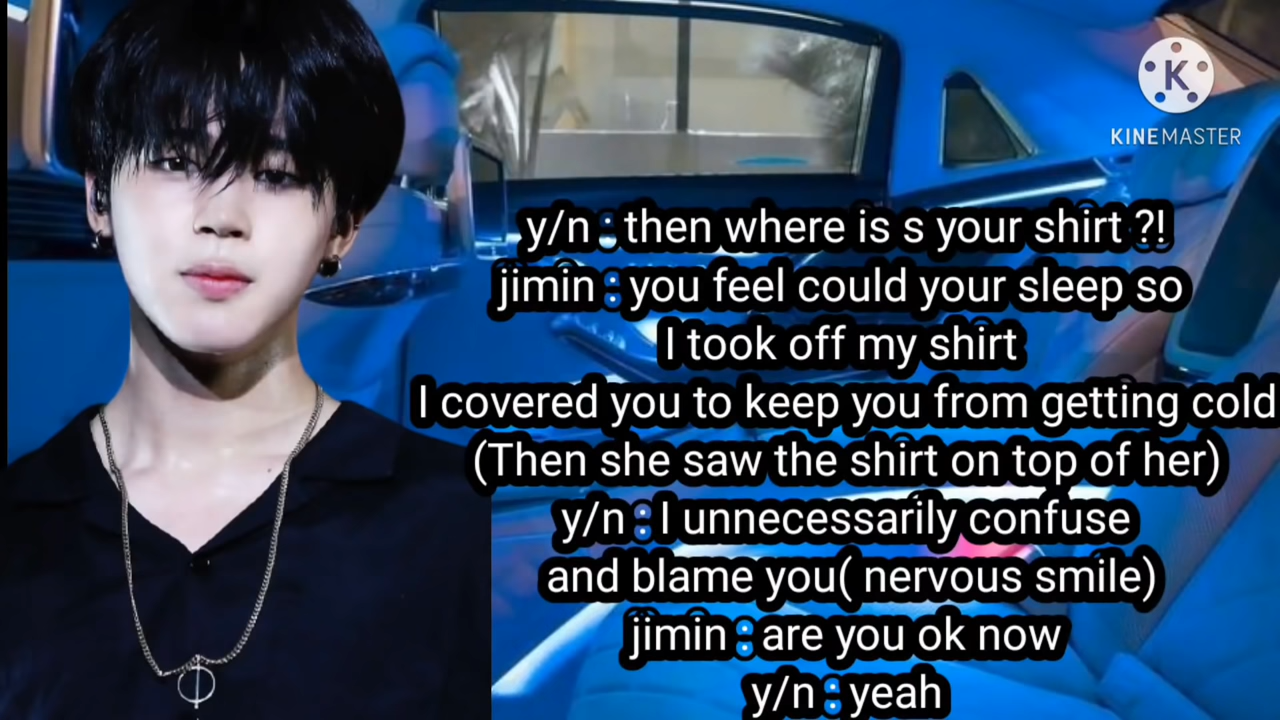 KINEMASTER
y/n : then where is s your shirt ?!
jimin : you feel could your sleep so
I took off my shirt
I covered you to keep you from getting cold
(Then she saw the shirt on top of her)
y/n : I unnecessarily confuse
and blame you( nervous smile)
jimin : are you ok now
y/n : yeah